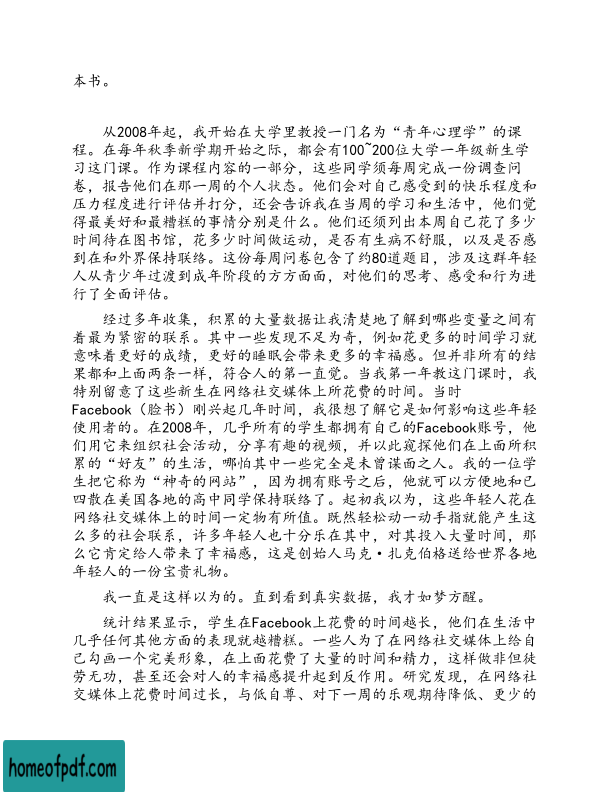 本书。
从2008年起，我开始在大学里教授一门名为“青年心理学”的课
程。在每年秋季新学期开始之际，都会有100~200位大学一年级新生学
习这门课。作为课程内容的一部分，这些同学须每周完成一份调查问
卷，报告他们在那一周的个人状态。他们会对自己感受到的快乐程度和
压力程度进行评估并打分，还会告诉我在当周的学习和生活中，他们觉
得最美好和最糟糕的事情分别是什么。他们还须列出本周自己花了多少
时间待在图书馆，花多少时间做运动，是否有生病不舒服，以及是否感
到在和外界保持联络。这份每周问卷包含了约80道题目，涉及这群年轻
人从青少年过渡到成年阶段的方方面面，对他们的思考、感受和行为进
行了全面评估。
经过多年收集，积累的大量数据让我清楚地了解到哪些变量之间有
着最为紧密的联系。其中一些发现不足为奇，例如花更多的时间学习就
意味着更好的成绩，更好的睡眠会带来更多的幸福感。但并非所有的结
果都和上面两条一样，符合人的第一直觉。当我第一年教这门课时，我
特别留意了这些新生在网络社交媒体上所花费的时间。当时
Facebook（脸书）刚兴起几年时间，我很想了解它是如何影响这些年轻
使用者的。在2008年，几乎所有的学生都拥有自己的Facebook账号，他
们用它来组织社会活动，分享有趣的视频，并以此窥探他们在上面所积
累的“好友”的生活，哪怕其中一些完全是未曾谋面之人。我的一位学
生把它称为“神奇的网站”，因为拥有账号之后，他就可以方便地和已
四散在美国各地的高中同学保持联络了。起初我以为，这些年轻人花在
网络社交媒体上的时间一定物有所值。既然轻松动一动手指就能产生这
么多的社会联系，许多年轻人也十分乐在其中，对其投入大量时间，那
么它肯定给人带来了幸福感，这是创始人马克·扎克伯格送给世界各地
年轻人的一份宝贵礼物。
我一直是这样以为的。直到看到真实数据，我才如梦方醒。
统计结果显示，学生在Facebook上花费的时间越长，他们在生活中
几乎任何其他方面的表现就越糟糕。一些人为了在网络社交媒体上给自
己勾画一个完美形象，在上面花费了大量的时间和精力，这样做非但徒
劳无功，甚至还会对人的幸福感提升起到反作用。研究发现，在网络社
交媒体上花费时间过长，与低自尊、对下一周的乐观期待降低、更少的
homeofpdf.com